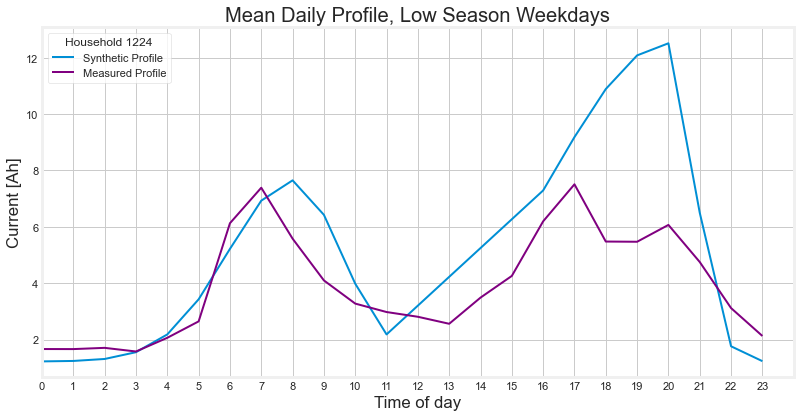 Mean Daily Profile, Low Season Weekdays
Household 1224
Synthetic Profile
Measured Profile
Current [Ah]
12
10
8
6
4
2
0 1 2 3 4 5 6 7 8 9 10 11 12 13 14 15 16 17 18 19 20 21 22 23
Time of day